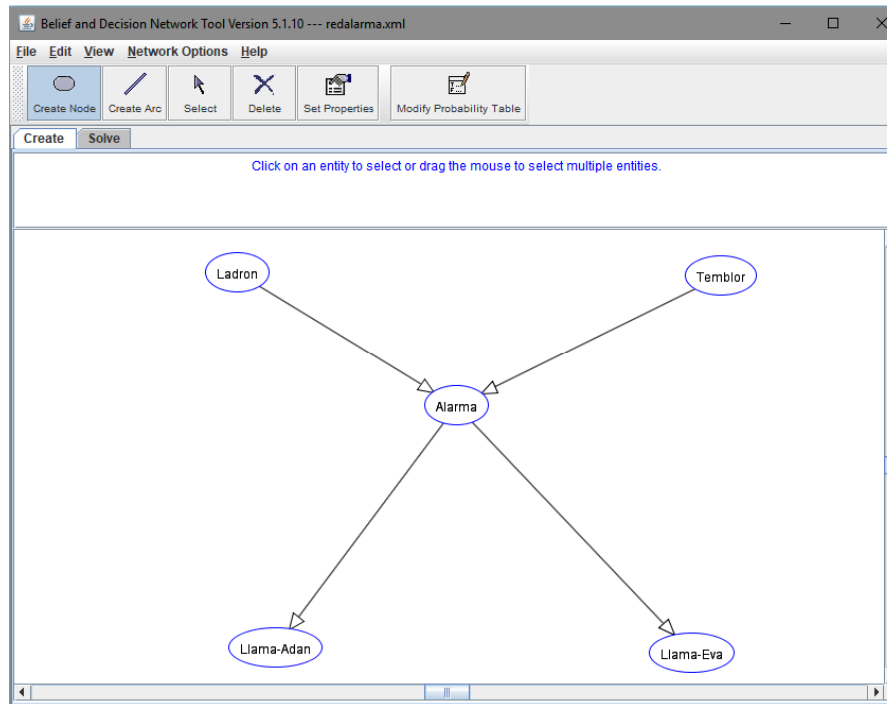 Belief and Decision Network Tool Version 5.1.10 --- redalarma.xml
File Edit View Network Options Help
Create Node Create Arc Select Delete Set Properties Modify Probability Table
Create Solve
Click on an entity to select or drag the mouse to select multiple entities.
Ladron Temblor
Alarma
Llama-Adan Llama-Eva